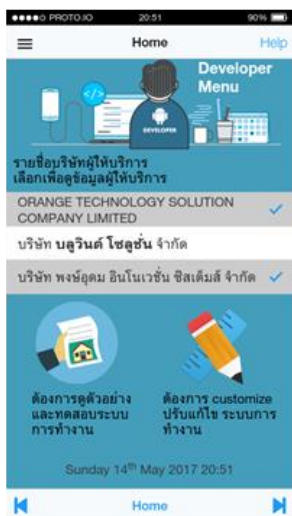 PROTO.IO 20:51 90%
Home Help
Developer
Menu
</>
DEVELOPER
รายชื่อบริษัทผู้ให้บริการ
เลือกเพื่อดูข้อมูลผู้ให้บริการ
ORANGE TECHNOLOGY SOLUTION
COMPANY LIMITED
บริษัท บลูวินด์ โซลูชั่น จำกัด
บริษัท พงษ์อุดม อินโนเวชั่น ซิสเต็มส์ จำกัด
ต้องการดูตัวอย่าง
และทดสอบระบบ
การทำงาน
ต้องการ customize
ปรับแก้ไข ระบบการ
ทำงาน
Sunday 14th May 2017 20:51
Home